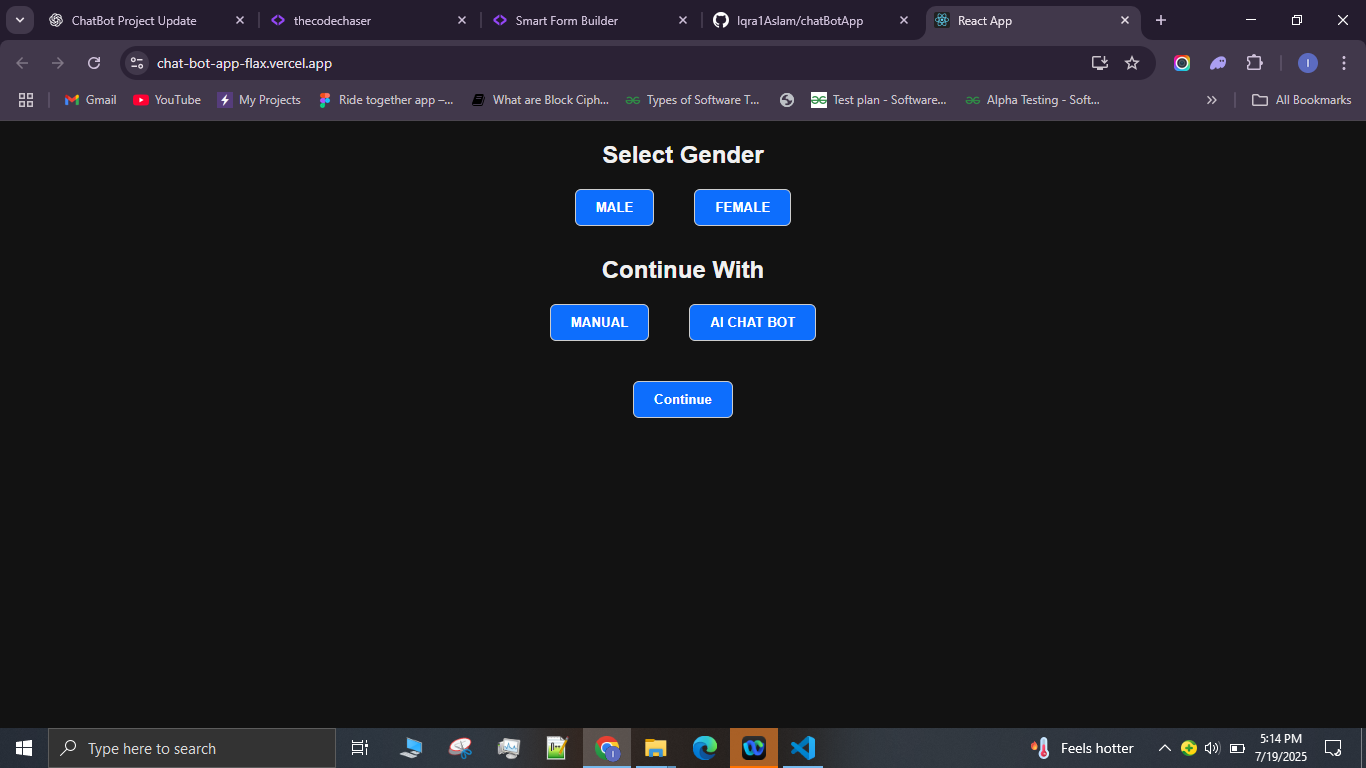 ChatBot Project Update
thecodechaser
Smart Form Builder
Iqra1Aslam/chatBotApp
React App
chat-bot-app-flax.vercel.app
I
Gmail
YouTube
My Projects
Ride together app –...
What are Block Ciph...
Types of Software T...
Test plan - Software...
Alpha Testing - Soft...
All Bookmarks
Select Gender
MALE FEMALE
Continue With
MANUAL AI CHAT BOT
Continue
Type here to search
Feels hotter
5:14 PM
7/19/2025